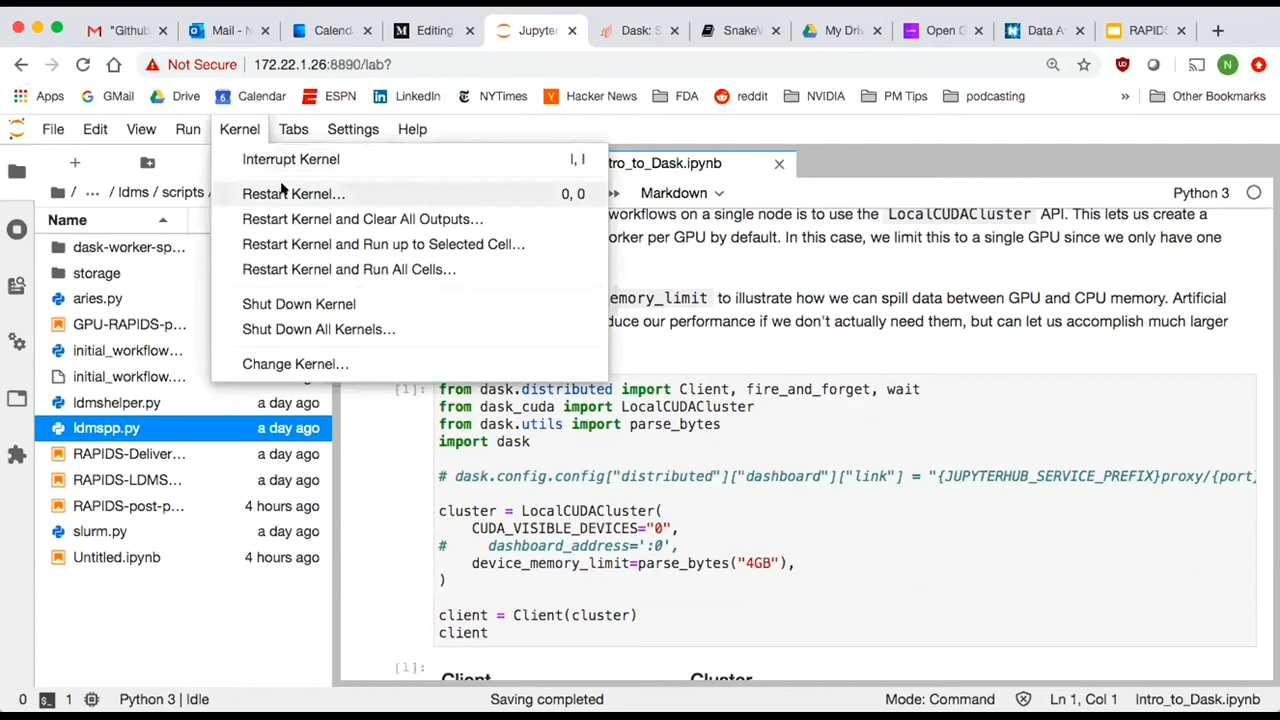 "Github
Mail - N
Calenda
Editing
Jupyter
Dask: S
SnakeV
My Driv
Open G
Data A
RAPIDS
Not Secure
172.22.1.26:8890/lab?
N
Apps
GMail
Drive
Calendar
ESPN
LinkedIn
NYTimes
Hacker News
FDA
reddit
NVIDIA
PM Tips
podcasting
»
Other Bookmarks
File
Edit
View
Run
Kernel
Tabs
Settings
Help
Interrupt Kernel
I, I
Restart Kernel…
0, 0
Restart Kernel and Clear All Outputs…
Restart Kernel and Run up to Selected Cell…
Restart Kernel and Run All Cells…
Shut Down Kernel
Shut Down All Kernels…
Change Kernel…
/ … / ldms / scripts /
Name
dask-worker-sp…
storage
aries.py
GPU-RAPIDS-p…
initial_workflow…
initial_workflow…
ldmshelper.py
a day ago
ldmspp.py
a day ago
RAPIDS-Deliver…
a day ago
RAPIDS-LDMS…
a day ago
RAPIDS-post-p…
4 hours ago
slurm.py
a day ago
Untitled.ipynb
4 hours ago
tro_to_Dask.ipynb
Markdown
Python 3
workflows on a single node is to use the LocalCUDACluster API. This lets us create a
orker per GPU by default. In this case, we limit this to a single GPU since we only have one
emory_limit to illustrate how we can spill data between GPU and CPU memory. Artificial
duce our performance if we don't actually need them, but can let us accomplish much larger
[1]:
from dask.distributed import Client, fire_and_forget, wait
from dask_cuda import LocalCUDACluster
from dask.utils import parse_bytes
import dask
# dask.config.config["distributed"]["dashboard"]["link"] = "{JUPYTERHUB_SERVICE_PREFIX}proxy/{port}
cluster = LocalCUDACluster(
CUDA_VISIBLE_DEVICES="0",
# dashboard_address=':0',
device_memory_limit=parse_bytes("4GB"),
)
client = Client(cluster)
client
[1]:
Client
Cluster
0
1
Python 3 | Idle
Saving completed
Mode: Command
Ln 1, Col 1
Intro_to_Dask.ipynb